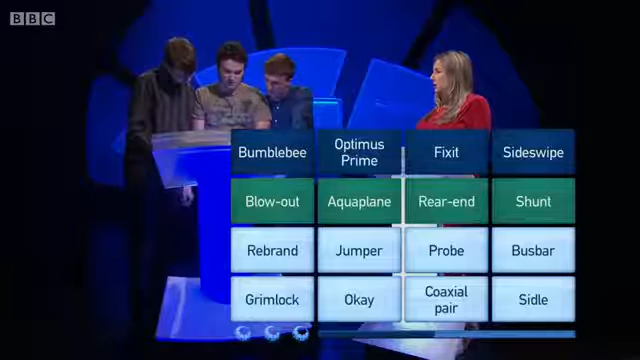 BBC
Bumblebee
Optimus
Prime
Fixit
Sideswipe
Blow-out
Aquaplane
Rear-end
Shunt
Rebrand
Jumper
Probe
Busbar
Grimlock
Okay
Coaxial
pair
Sidle